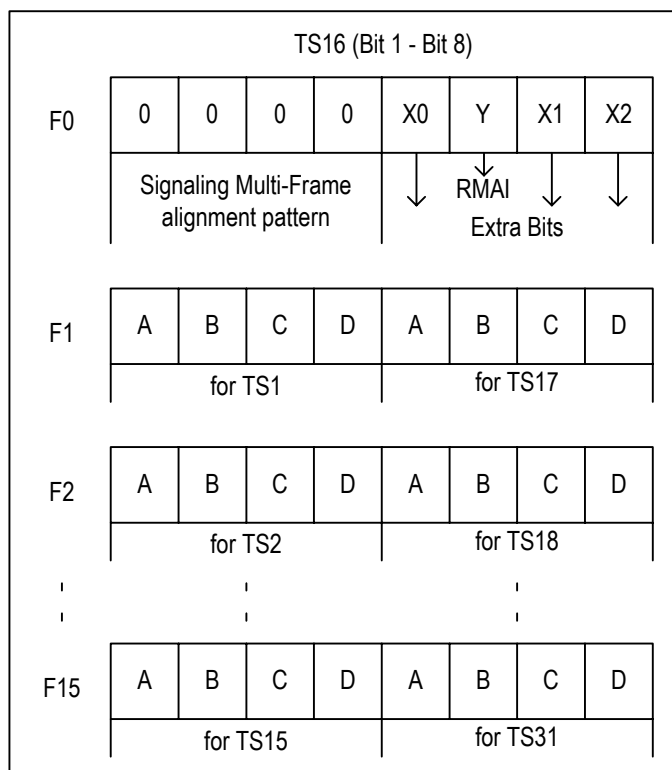 TS16 (Bit 1 - Bit 8)
F0 0 0 0 0 X0 Y X1 X2
Signaling Multi-Frame
alignment pattern
RMAI
Extra Bits
F1 A B C D A B C D
for TS1 for TS17
F2 A B C D A B C D
for TS2 for TS18
F15 A B C D A B C D
for TS15 for TS31